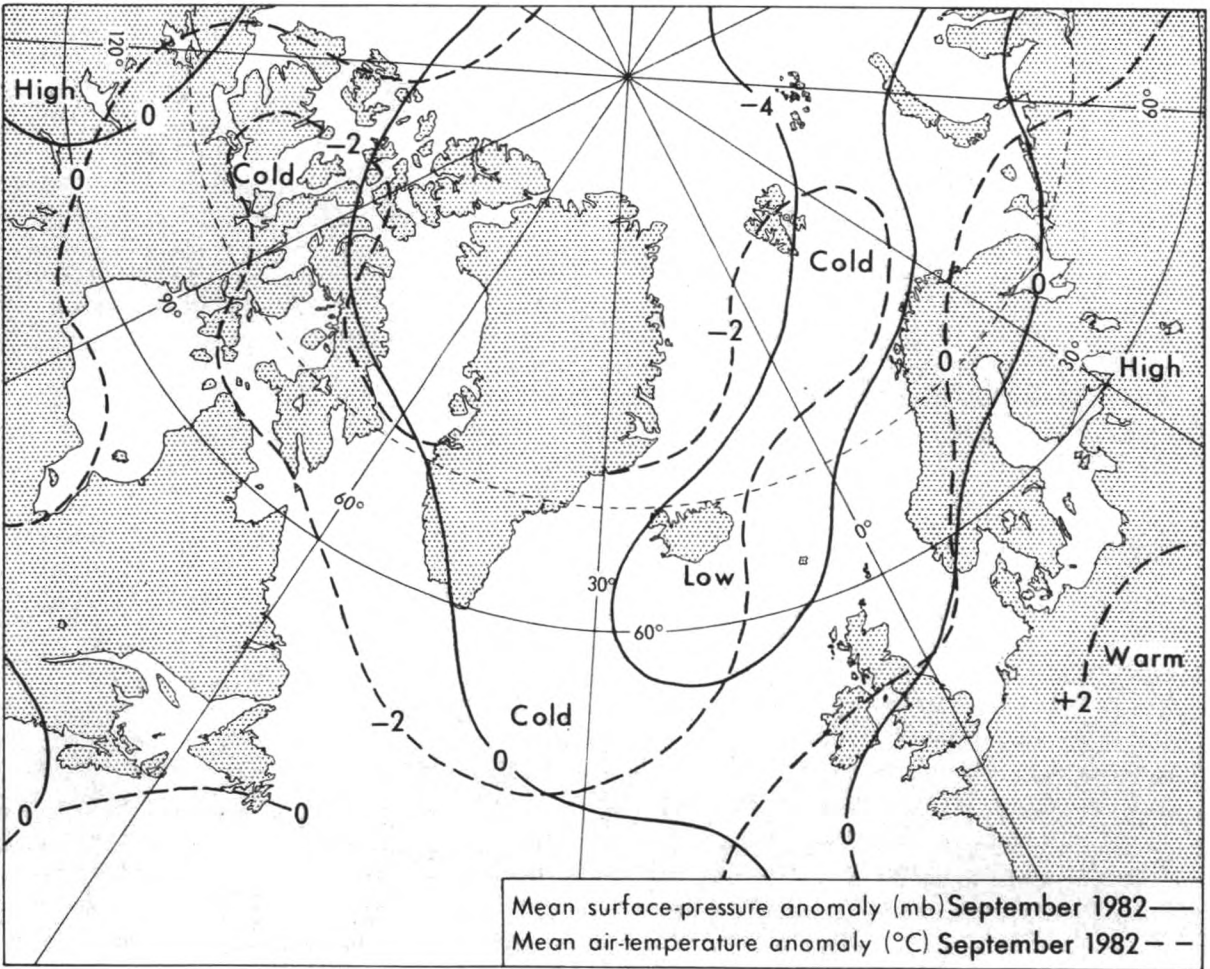 120°
High
0
-4
60°
-2
0
Cold
Cold
0
90°
-2
0
30°
High
60°
0°
30°
Low
60°
Warm
+2
Cold
-2
0
0
0
0
Mean surface-pressure anomaly (mb) September 1982
Mean air-temperature anomaly (°C) September 1982